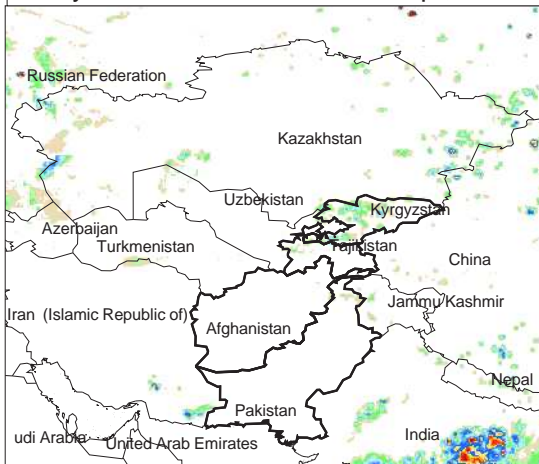 Russian Federation
Kazakhstan
Uzbekistan
Kyrgyzstan
Azerbaijan
Turkmenistan
Tajikistan
China
Jammu/Kashmir
Iran (Islamic Republic of)
Afghanistan
Nepal
Pakistan
India
udi Arabia
United Arab Emirates